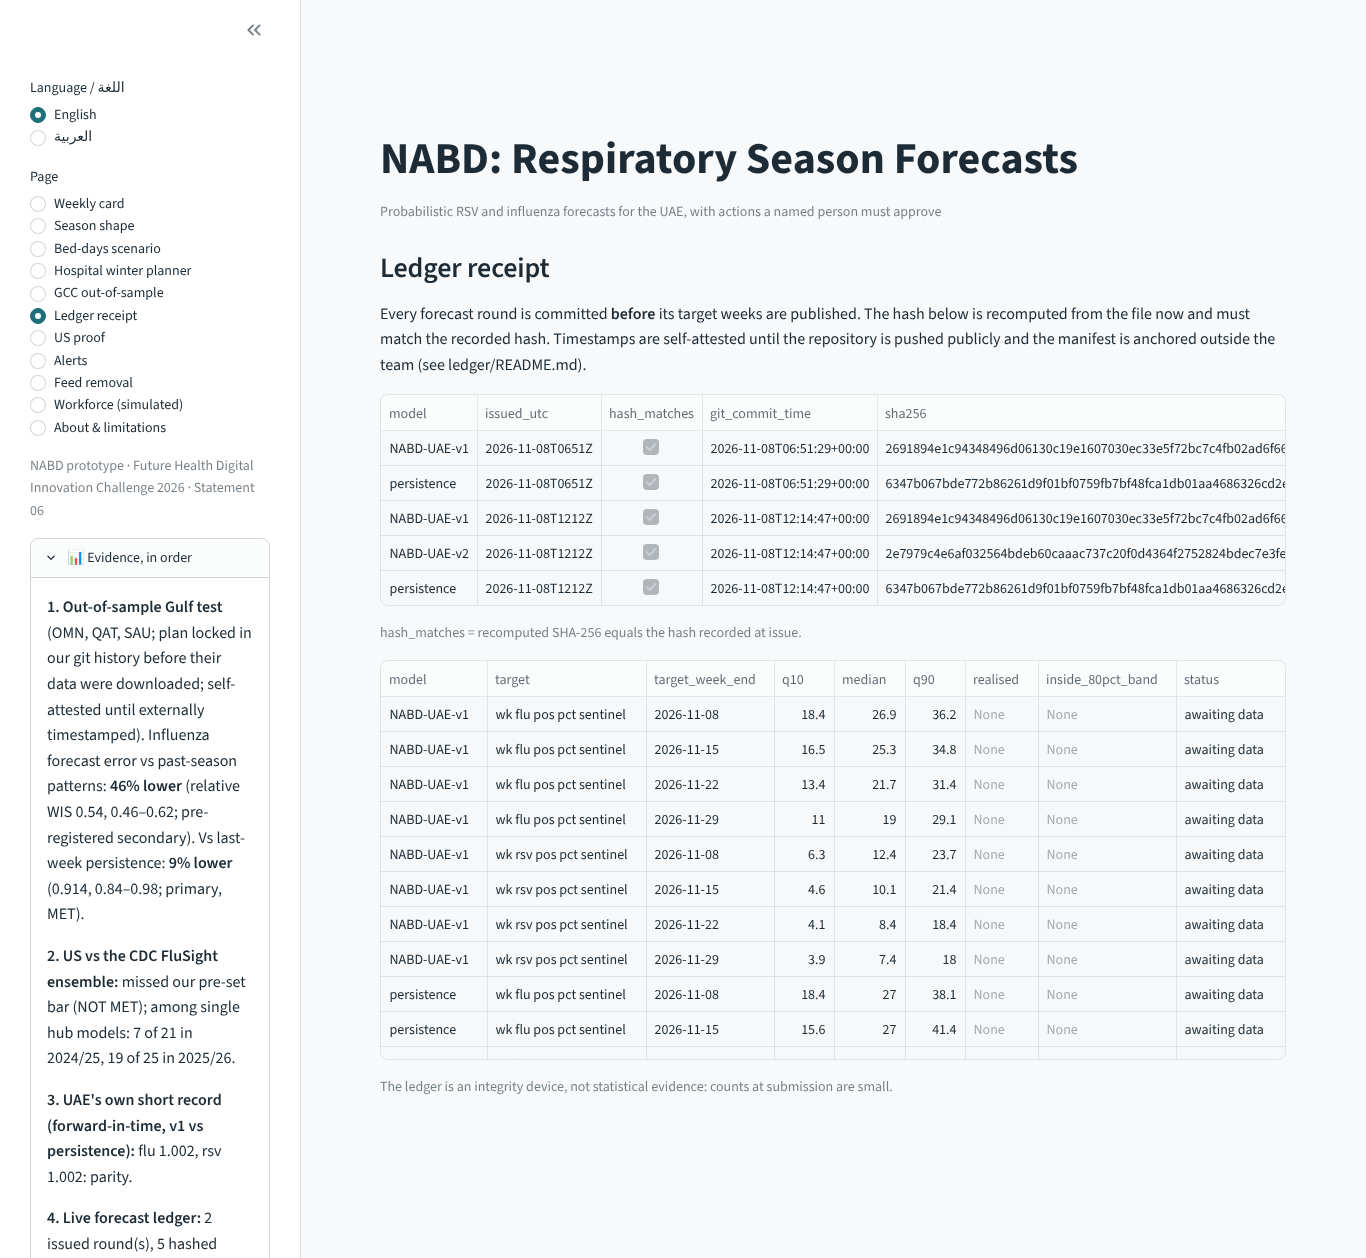 Language / اللغة
English
العربية
Page
Weekly card
Season shape
Bed-days scenario
Hospital winter planner
GCC out-of-sample
Ledger receipt
US proof
Alerts
Feed removal
Workforce (simulated)
About & limitations
NABD prototype · Future Health Digital
Innovation Challenge 2026 · Statement
06
Evidence, in order
1. Out-of-sample Gulf test
(OMN, QAT, SAU; plan locked in
our git history before their
data were downloaded; self-
attested until externally
timestamped). Influenza
forecast error vs past-season
patterns: 46% lower (relative
WIS 0.54, 0.46–0.62; pre-
registered secondary). Vs last-
week persistence: 9% lower
(0.914, 0.84–0.98; primary,
MET).
2. US vs the CDC FluSight
ensemble: missed our pre-set
bar (NOT MET); among single
hub models: 7 of 21 in
2024/25, 19 of 25 in 2025/26.
3. UAE's own short record
(forward-in-time, v1 vs
persistence): flu 1.002, rsv
1.002: parity.
4. Live forecast ledger: 2
issued round(s), 5 hashed
NABD: Respiratory Season Forecasts
Probabilistic RSV and influenza forecasts for the UAE, with actions a named person must approve
Ledger receipt
Every forecast round is committed before its target weeks are published. The hash below is recomputed from the file now and must
match the recorded hash. Timestamps are self-attested until the repository is pushed publicly and the manifest is anchored outside the
team (see ledger/README.md).
model issued_utc hash_matches git_commit_time sha256
NABD-UAE-v1 2026-11-08T0651Z 2026-11-08T06:51:29+00:00 2691894e1c94348496d06130c19e1607030ec33e5f72bc7c4fb02ad6f66
persistence 2026-11-08T0651Z 2026-11-08T06:51:29+00:00 6347b067bde772b86261d9f01bf0759fb7bf48fca1db01aa4686326cd2e
NABD-UAE-v1 2026-11-08T1212Z 2026-11-08T12:14:47+00:00 2691894e1c94348496d06130c19e1607030ec33e5f72bc7c4fb02ad6f66
NABD-UAE-v2 2026-11-08T1212Z 2026-11-08T12:14:47+00:00 2e7979c4e6af032564bdeb60caaac737c20f0d4364f2752824bdec7e3fe
persistence 2026-11-08T1212Z 2026-11-08T12:14:47+00:00 6347b067bde772b86261d9f01bf0759fb7bf48fca1db01aa4686326cd2e
hash_matches = recomputed SHA-256 equals the hash recorded at issue.
model target target_week_end q10 median q90 realised inside_80pct_band status
NABD-UAE-v1 wk flu pos pct sentinel 2026-11-08 18.4 26.9 36.2 None None awaiting data
NABD-UAE-v1 wk flu pos pct sentinel 2026-11-15 16.5 25.3 34.8 None None awaiting data
NABD-UAE-v1 wk flu pos pct sentinel 2026-11-22 13.4 21.7 31.4 None None awaiting data
NABD-UAE-v1 wk flu pos pct sentinel 2026-11-29 11 19 29.1 None None awaiting data
NABD-UAE-v1 wk rsv pos pct sentinel 2026-11-08 6.3 12.4 23.7 None None awaiting data
NABD-UAE-v1 wk rsv pos pct sentinel 2026-11-15 4.6 10.1 21.4 None None awaiting data
NABD-UAE-v1 wk rsv pos pct sentinel 2026-11-22 4.1 8.4 18.4 None None awaiting data
NABD-UAE-v1 wk rsv pos pct sentinel 2026-11-29 3.9 7.4 18 None None awaiting data
persistence wk flu pos pct sentinel 2026-11-08 18.4 27 38.1 None None awaiting data
persistence wk flu pos pct sentinel 2026-11-15 15.6 27 41.4 None None awaiting data
The ledger is an integrity device, not statistical evidence: counts at submission are small.